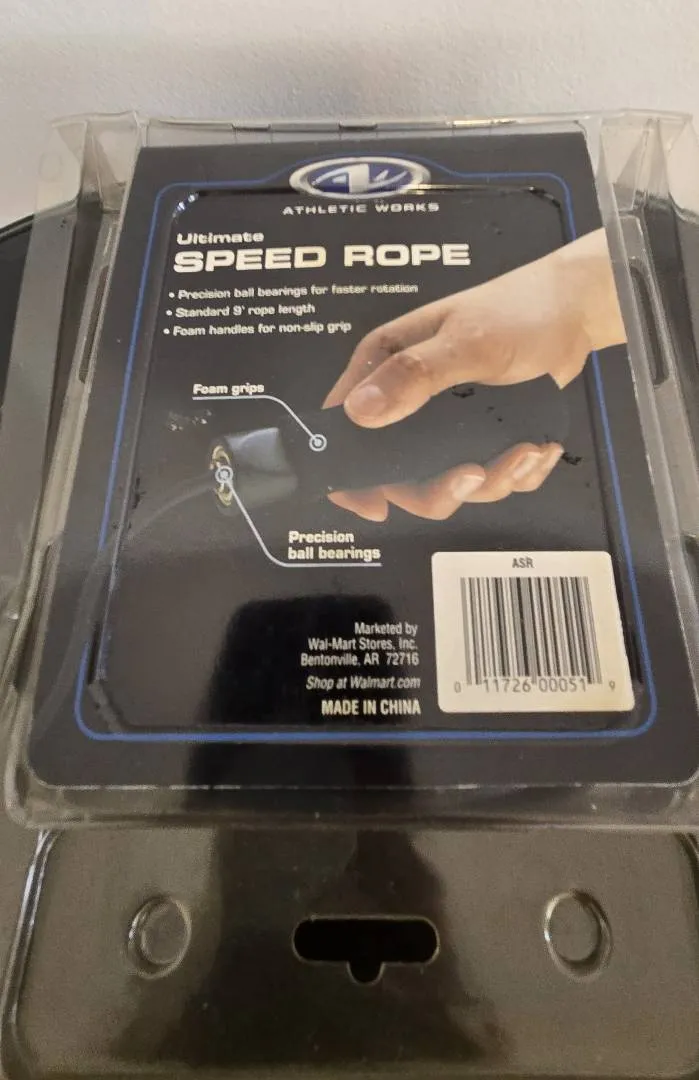 AW
ATHLETIC WORKS
Ultimate
SPEED ROPE
• Precision ball bearings for faster rotation
• Standard 9' rope length
• Foam handles for non-slip grip
Foam grips
Precision
ball bearings
Marketed by
Wal-Mart Stores, Inc.
Bentonville, AR 72716
Shop at Walmart.com
MADE IN CHINA
ASR
0 11726 00051 9